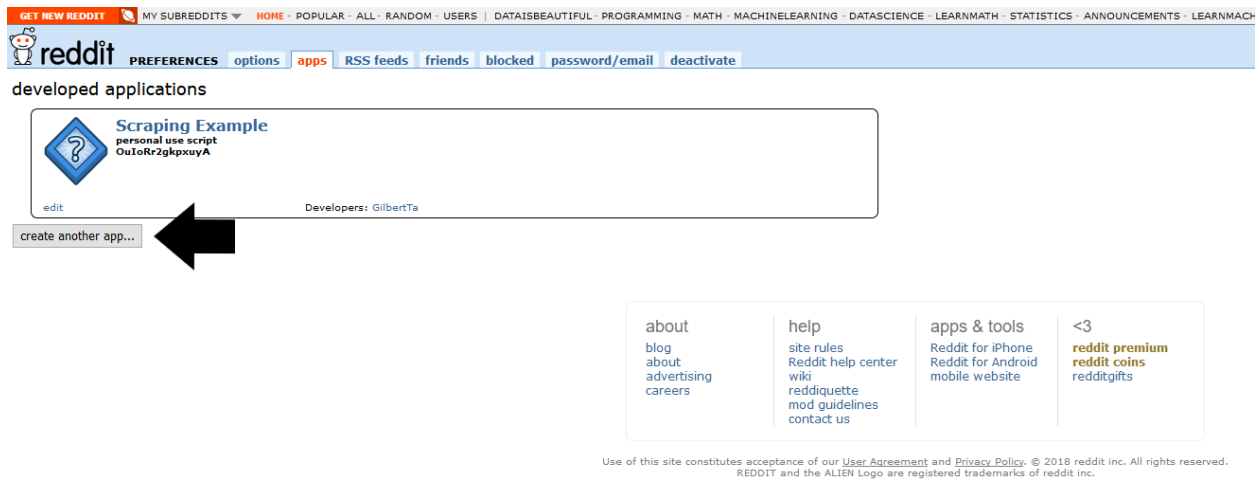 GET NEW REDDIT MY SUBREDDITS ▼ HOME - POPULAR - ALL - RANDOM - USERS | DATAISBEAUTIFUL - PROGRAMMING - MATH - MACHINELEARNING - DATASCIENCE - LEARNMATH - STATISTICS - ANNOUNCEMENTS - LEARNMACH
reddit PREFERENCES options apps RSS feeds friends blocked password/email deactivate
developed applications
Scraping Example
personal use script
OuIoRr2gkpxuyA
?
edit Developers: GilbertTa
create another app...
about
blog
about
advertising
careers
help
site rules
Reddit help center
wiki
reddiquette
mod guidelines
contact us
apps & tools
Reddit for iPhone
Reddit for Android
mobile website
<3
reddit premium
reddit coins
redditgifts
Use of this site constitutes acceptance of our User Agreement and Privacy Policy. © 2018 reddit inc. All rights reserved.
REDDIT and the ALIEN Logo are registered trademarks of reddit inc.